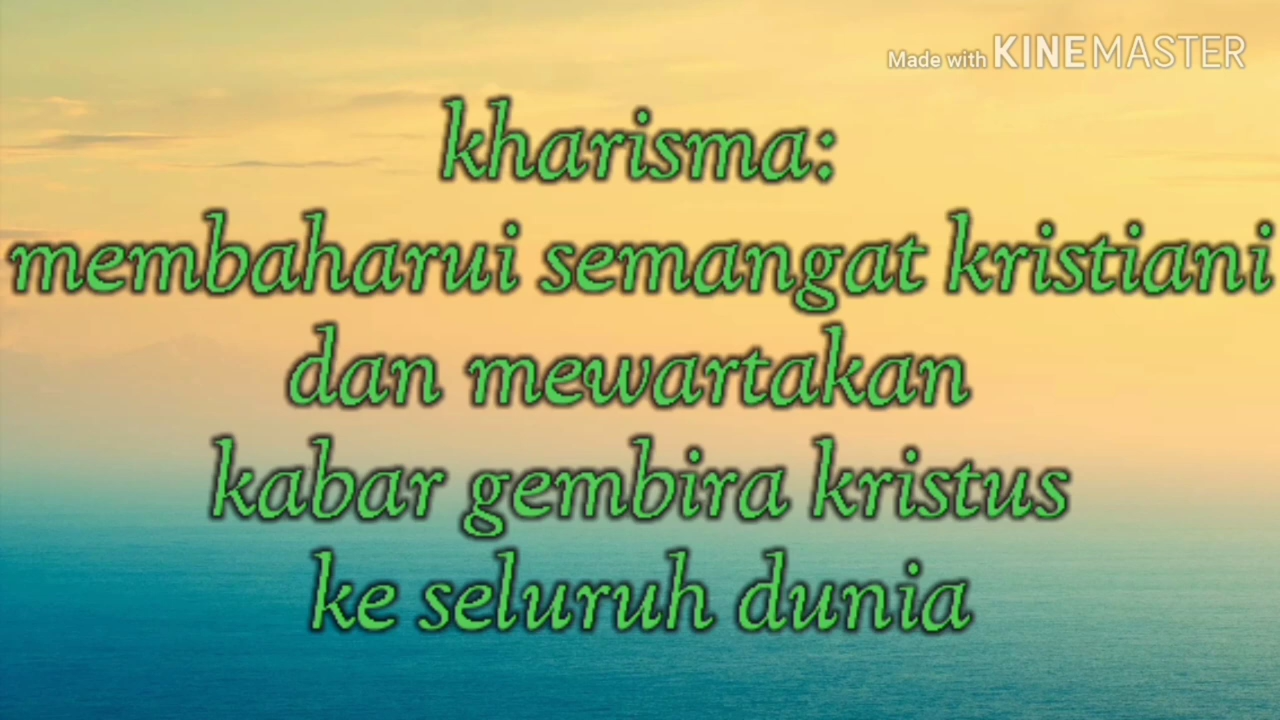 Made with KINEMASTER
kharisma:
membaharui semangat kristiani
dan mewartakan
kabar gembira kristus
ke seluruh dunia